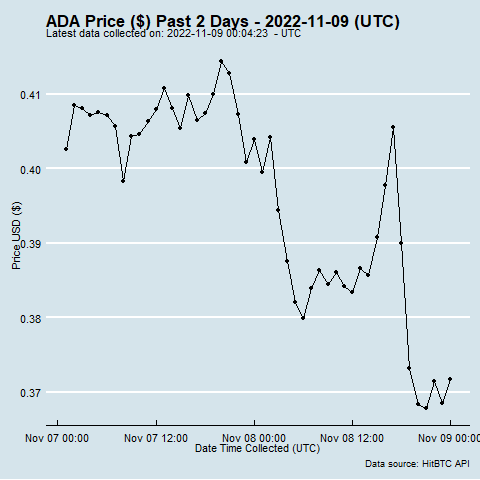 ADA Price ($) Past 2 Days - 2022-11-09 (UTC)
Latest data collected on: 2022-11-09 00:04:23 - UTC
0.41
0.40
0.39
0.38
0.37
Price USD ($)
Nov 07 00:00 Nov 07 12:00 Nov 08 00:00 Nov 08 12:00 Nov 09 00:00
Date Time Collected (UTC)
Data source: HitBTC API